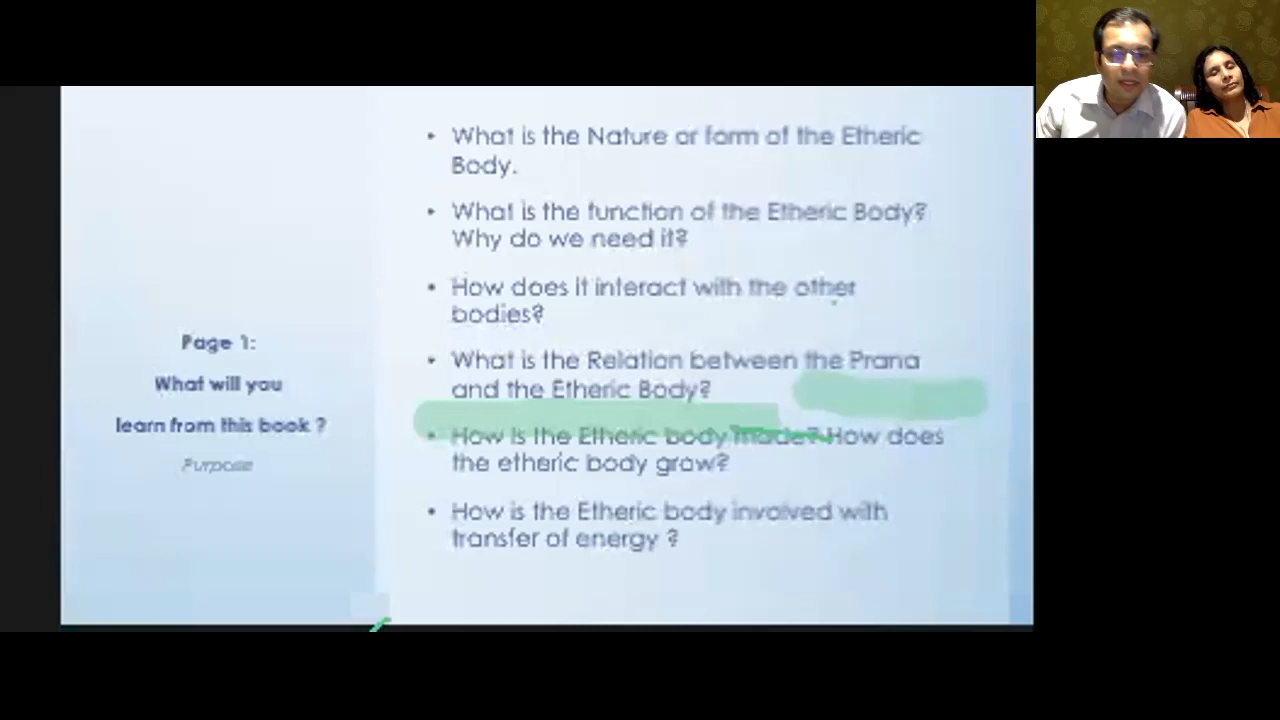 Page 1:
What will you
learn from this book ?
Purpose
• What is the Nature or form of the Etheric
Body.
• What is the function of the Etheric Body?
Why do we need it?
• How does it interact with the other
bodies?
• What is the Relation between the Prana
and the Etheric Body?
• How is the Etheric body made? How does
the etheric body grow?
• How is the Etheric body involved with
transfer of energy ?